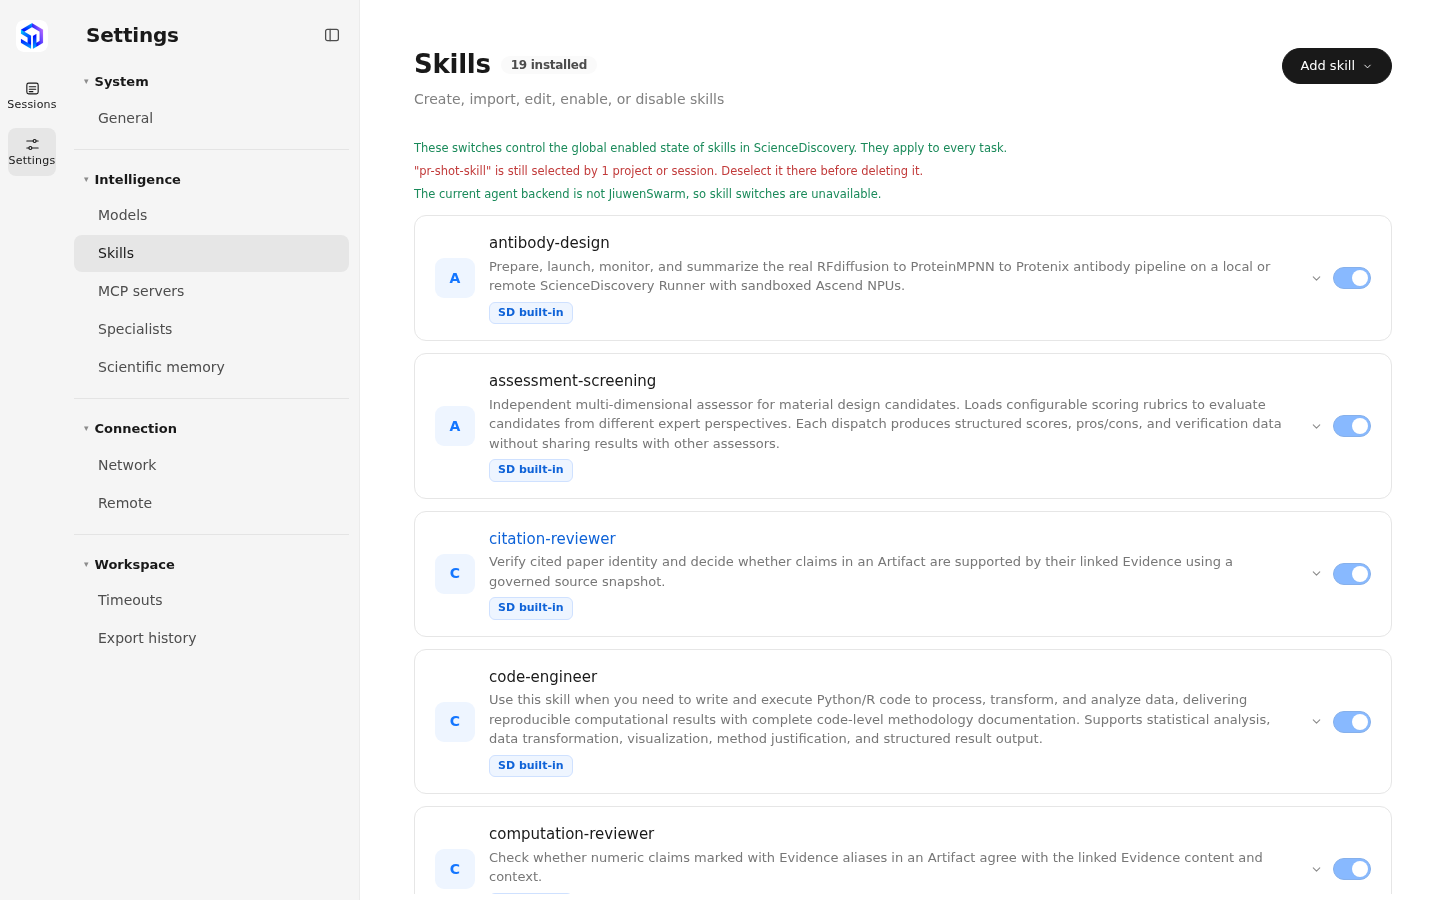 Settings
Sessions
Settings
System
General
Intelligence
Models
Skills
MCP servers
Specialists
Scientific memory
Connection
Network
Remote
Workspace
Timeouts
Export history
Skills
19 installed
Add skill
Create, import, edit, enable, or disable skills
These switches control the global enabled state of skills in ScienceDiscovery. They apply to every task.
"pr-shot-skill" is still selected by 1 project or session. Deselect it there before deleting it.
The current agent backend is not JiuwenSwarm, so skill switches are unavailable.
A
antibody-design
Prepare, launch, monitor, and summarize the real RFdiffusion to ProteinMPNN to Protenix antibody pipeline on a local or
remote ScienceDiscovery Runner with sandboxed Ascend NPUs.
SD built-in
A
assessment-screening
Independent multi-dimensional assessor for material design candidates. Loads configurable scoring rubrics to evaluate
candidates from different expert perspectives. Each dispatch produces structured scores, pros/cons, and verification data
without sharing results with other assessors.
SD built-in
C
citation-reviewer
Verify cited paper identity and decide whether claims in an Artifact are supported by their linked Evidence using a
governed source snapshot.
SD built-in
C
code-engineer
Use this skill when you need to write and execute Python/R code to process, transform, and analyze data, delivering
reproducible computational results with complete code-level methodology documentation. Supports statistical analysis,
data transformation, visualization, method justification, and structured result output.
SD built-in
C
computation-reviewer
Check whether numeric claims marked with Evidence aliases in an Artifact agree with the linked Evidence content and
context.